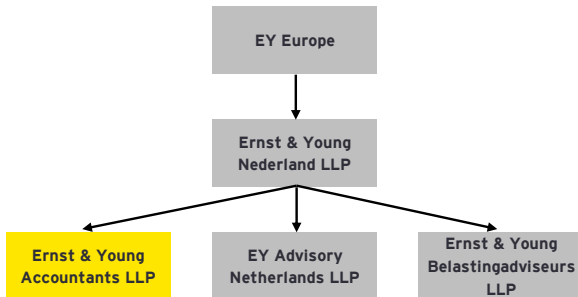 EY Europe
Ernst & Young
Nederland LLP
Ernst & Young
Accountants LLP
EY Advisory
Netherlands LLP
Ernst & Young
Belastingadviseurs
LLP